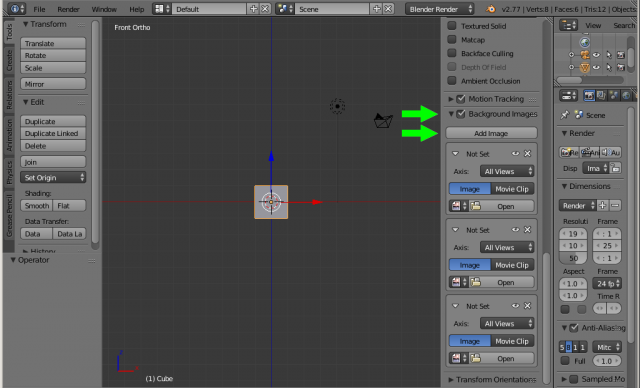 File Render Window Help Default Scene Blender Render v2.77 | Verts:8 | Faces:6 | Tris:12 | Objects
Tools
Create
Relations
Animation
Physics
Grease Pencil
Transform
Translate
Rotate
Scale
Mirror
Edit
Duplicate
Duplicate Linked
Delete
Join
Set Origin
Shading:
Smooth Flat
Data Transfer:
Data Data La
History
Operator
Front Ortho
(1) Cube
Textured Solid
Matcap
Backface Culling
Depth Of Field
Ambient Occlusion
Motion Tracking
Background Images
Add Image
Not Set
Axis: All Views
Image Movie Clip
Open
Not Set
Axis: All Views
Image Movie Clip
Open
Not Set
Axis: All Views
Image Movie Clip
Open
Transform Orientations
View Search
Scene
Render
Re An Au
Disp Ima
Dimensions
Render
Resoluti Frame
19 : 1
10 25
50 : 1
Aspect Frame
1.0 24 fp
1.0 Time R
Anti-Aliasing
5 8 1 1 Mitc
Full 1.0
Sampled Mo